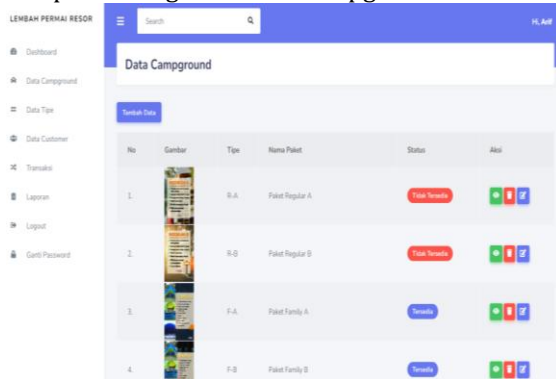 LEMBAH PERMAI RESOR
Search
Hi, Arif
Dashboard
Data Campground
Data Tipe
Data Customer
Transaksi
Laporan
Logout
Ganti Password
Data Campground
Tambah Data
No Gambar Tipe Nama Paket Status Aksi
1. R-A Paket Regular A Tidak Tersedia
2. R-B Paket Regular B Tidak Tersedia
3. F-A Paket Family A Tersedia
4. F-B Paket Family B Tersedia